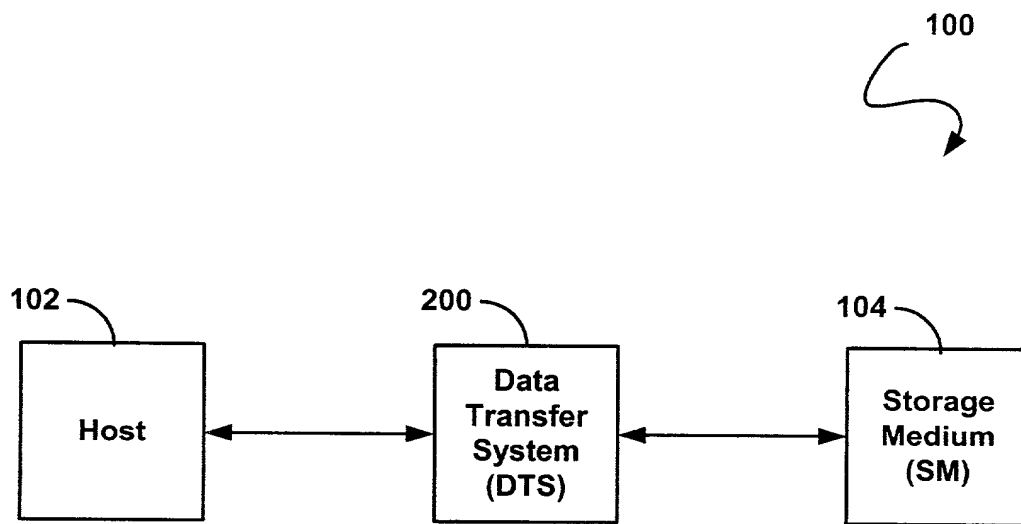 100
102
200
104
Host
Data
Transfer
System
(DTS)
Storage
Medium
(SM)